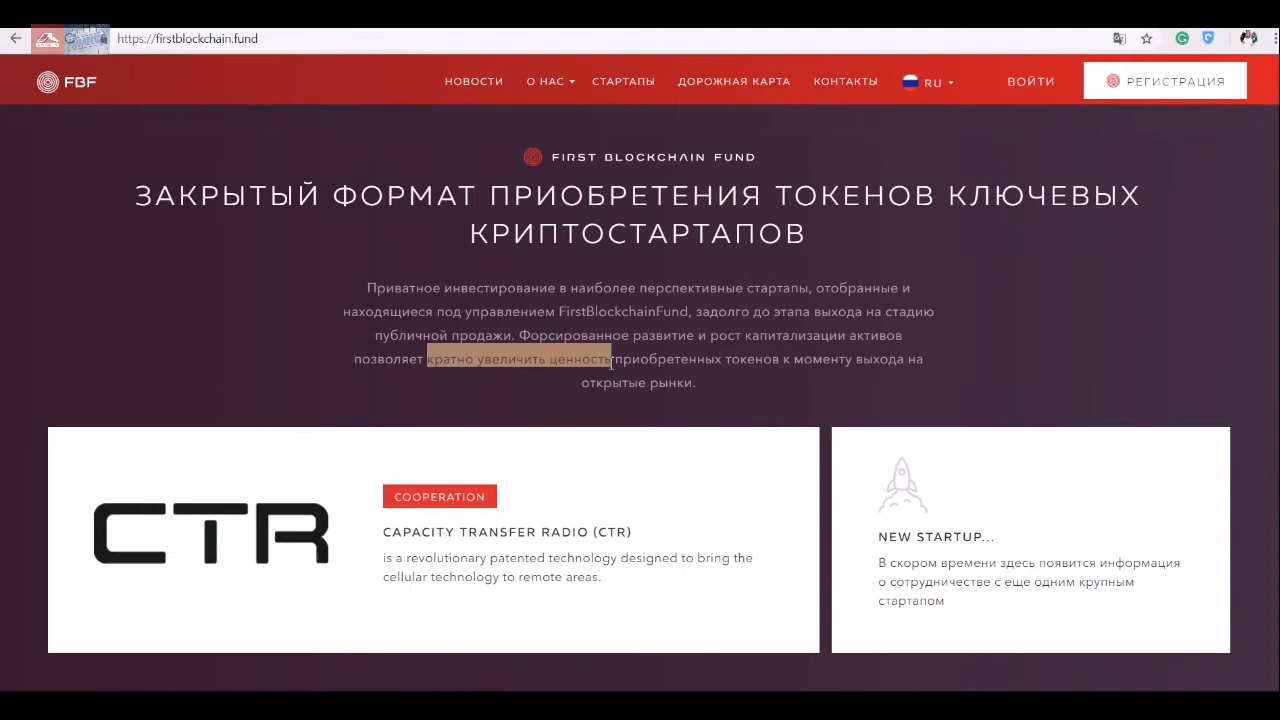 https://firstblockchain.fund
FBF
НОВОСТИ О НАС СТАРТАПЫ ДОРОЖНАЯ КАРТА КОНТАКТЫ RU ВОЙТИ РЕГИСТРАЦИЯ
FIRST BLOCKCHAIN FUND
ЗАКРЫТЫЙ ФОРМАТ ПРИОБРЕТЕНИЯ ТОКЕНОВ КЛЮЧЕВЫХ
КРИПТОСТАРТАПОВ
Приватное инвестирование в наиболее перспективные стартапы, отобранные и
находящиеся под управлением FirstBlockchainFund, задолго до этапа выхода на стадию
публичной продажи. Форсированное развитие и рост капитализации активов
позволяет кратно увеличить ценность приобретенных токенов к моменту выхода на
открытые рынки.
CTR
COOPERATION
CAPACITY TRANSFER RADIO (CTR)
is a revolutionary patented technology designed to bring the
cellular technology to remote areas.
NEW STARTUP...
В скором времени здесь появится информация
о сотрудничестве с еще одним крупным
стартапом